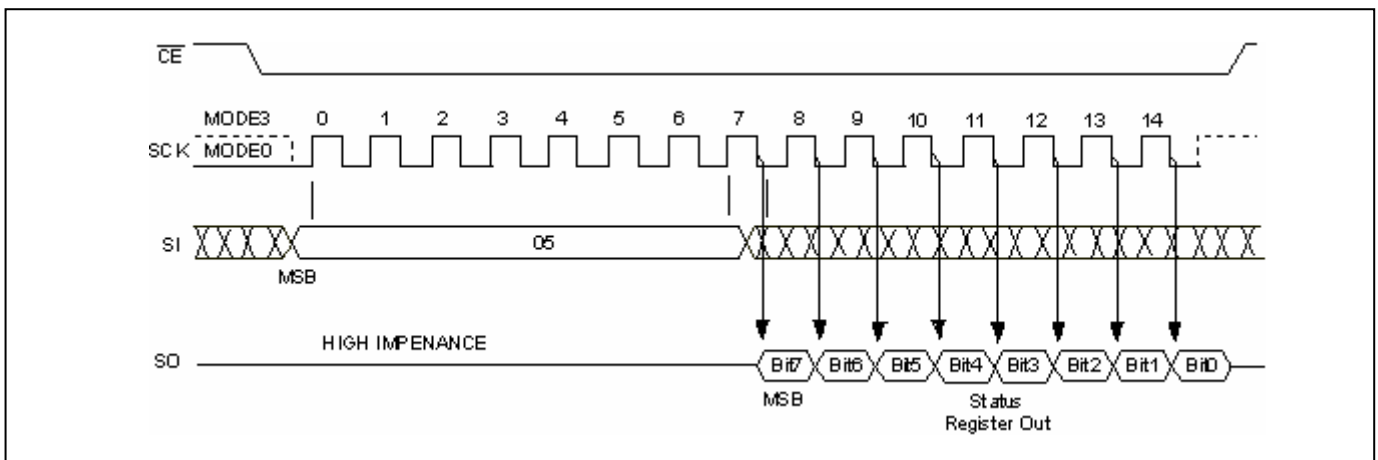 CE
MODE3 0 1 2 3 4 5 6 7 8 9 10 11 12 13 14
SCK MODE0
SI 05
MSB
HIGH IMPENANCE
SO Bit7 Bit6 Bit5 Bit4 Bit3 Bit2 Bit1 Bit0
MSB Status
Register Out